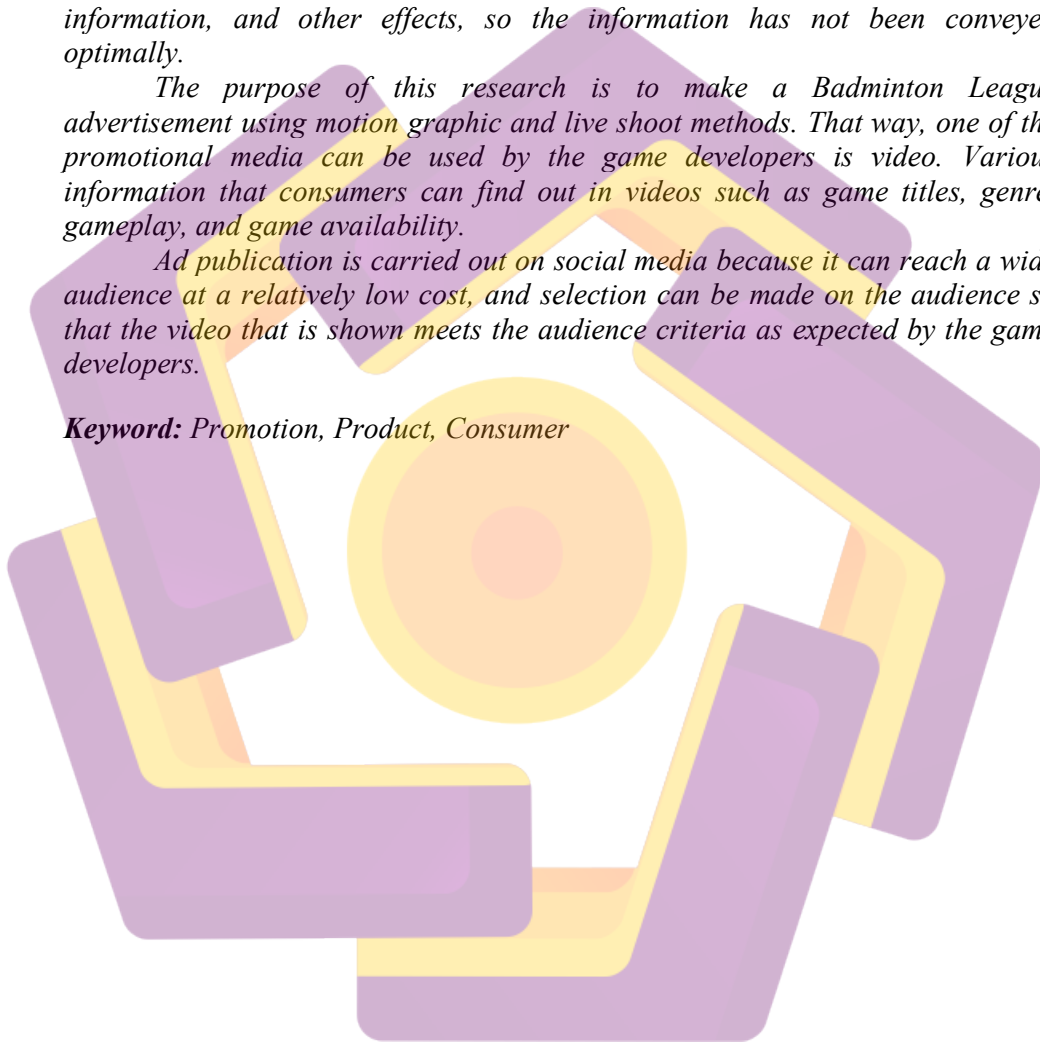 information, and other effects, so the information has not been conveye
optimally.
The purpose of this research is to make a Badminton Leagu
advertisement using motion graphic and live shoot methods. That way, one of th
promotional media can be used by the game developers is video. Variou
information that consumers can find out in videos such as game titles, genre
gameplay, and game availability.
Ad publication is carried out on social media because it can reach a wid
audience at a relatively low cost, and selection can be made on the audience s
that the video that is shown meets the audience criteria as expected by the gam
developers.
Keyword: Promotion, Product, Consumer